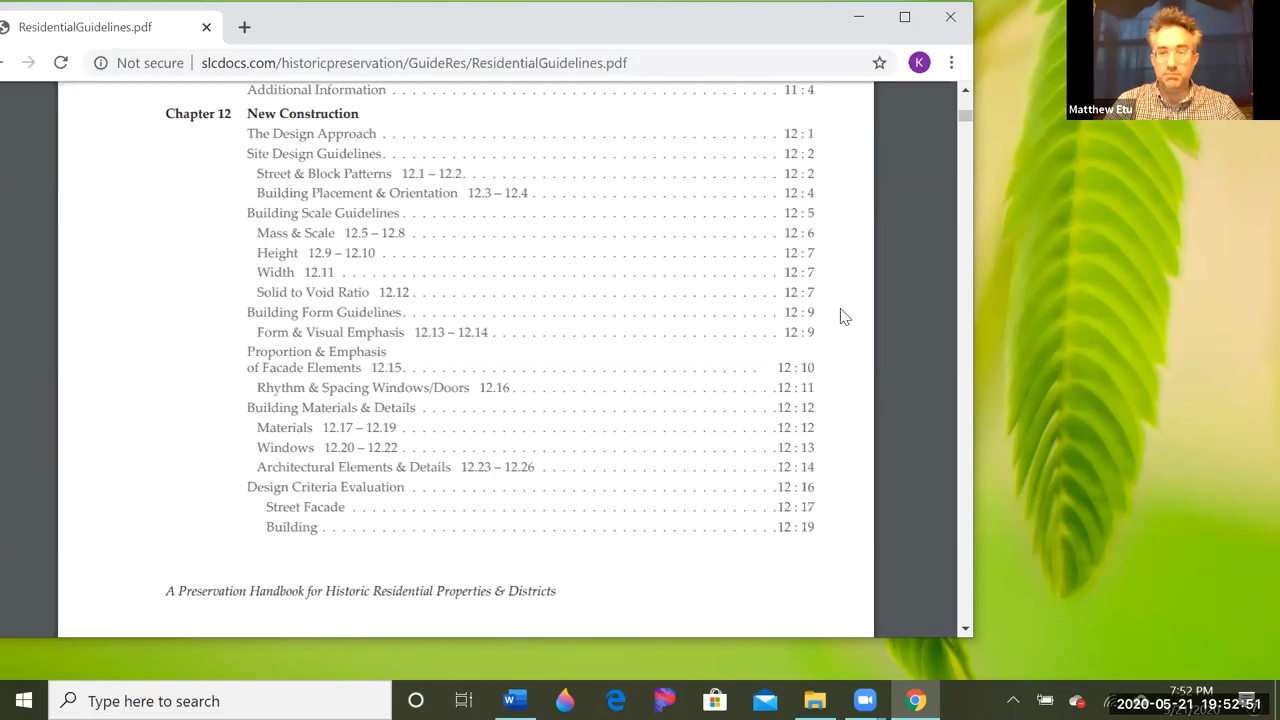 ResidentialGuidelines.pdf
Not secure | slcdocs.com/historicpreservation/GuideRes/ResidentialGuidelines.pdf
K
Matthew Etu
Additional Information . . . 11 : 4
Chapter 12 New Construction
The Design Approach . . . 12 : 1
Site Design Guidelines. . . . 12 : 2
Street & Block Patterns 12.1 – 12.2. . . . 12 : 2
Building Placement & Orientation 12.3 – 12.4 . . . 12 : 4
Building Scale Guidelines . . . 12 : 5
Mass & Scale 12.5 – 12.8 . . . 12 : 6
Height 12.9 – 12.10 . . . 12 : 7
Width 12.11 . . . 12 : 7
Solid to Void Ratio 12.12 . . . 12 : 7
Building Form Guidelines. . . . 12 : 9
Form & Visual Emphasis 12.13 – 12.14 . . . 12 : 9
Proportion & Emphasis
of Facade Elements 12.15. . . . 12 : 10
Rhythm & Spacing Windows/Doors 12.16 . . . 12 : 11
Building Materials & Details . . . 12 : 12
Materials 12.17 – 12.19 . . . 12 : 12
Windows 12.20 – 12.22 . . . 12 : 13
Architectural Elements & Details 12.23 – 12.26 . . . 12 : 14
Design Criteria Evaluation . . . 12 : 16
Street Facade . . . 12 : 17
Building . . . 12 : 19
A Preservation Handbook for Historic Residential Properties & Districts
Type here to search
7:52 PM
2020-05-21 19:52:51